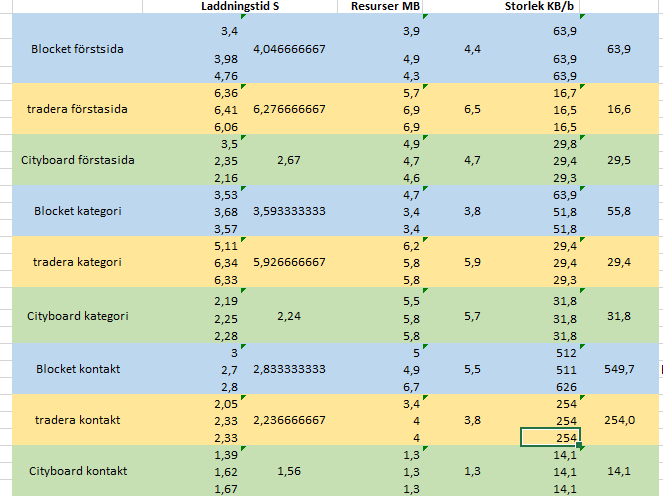 Laddningstid S Resurser MB Storlek KB/b
3,4 3,9 63,9
Blocket förstsida 4,046666667 4,4 63,9
3,98 4,9 63,9
4,76 4,3 63,9
6,36 5,7 16,7
tradera förstasida 6,41 6,276666667 6,9 6,5 16,5 16,6
6,06 6,9 16,5
3,5 4,9 29,8
Cityboard förstasida 2,35 2,67 4,7 4,7 29,4 29,5
2,16 4,6 29,3
3,53 4,7 63,9
Blocket kategori 3,68 3,593333333 3,4 3,8 51,8 55,8
3,57 3,4 51,8
5,11 6,2 29,4
tradera kategori 6,34 5,926666667 5,8 5,9 29,4 29,4
6,33 5,8 29,3
2,19 5,5 31,8
Cityboard kategori 2,25 2,24 5,8 5,7 31,8 31,8
2,28 5,8 31,8
3 5 512
Blocket kontakt 2,7 2,833333333 4,9 5,5 511 549,7
2,8 6,7 626
2,05 3,4 254
tradera kontakt 2,33 2,236666667 4 3,8 254 254,0
2,33 4 254
1,39 1,3 14,1
Cityboard kontakt 1,62 1,56 1,3 1,3 14,1 14,1
1,67 1,3 14,1